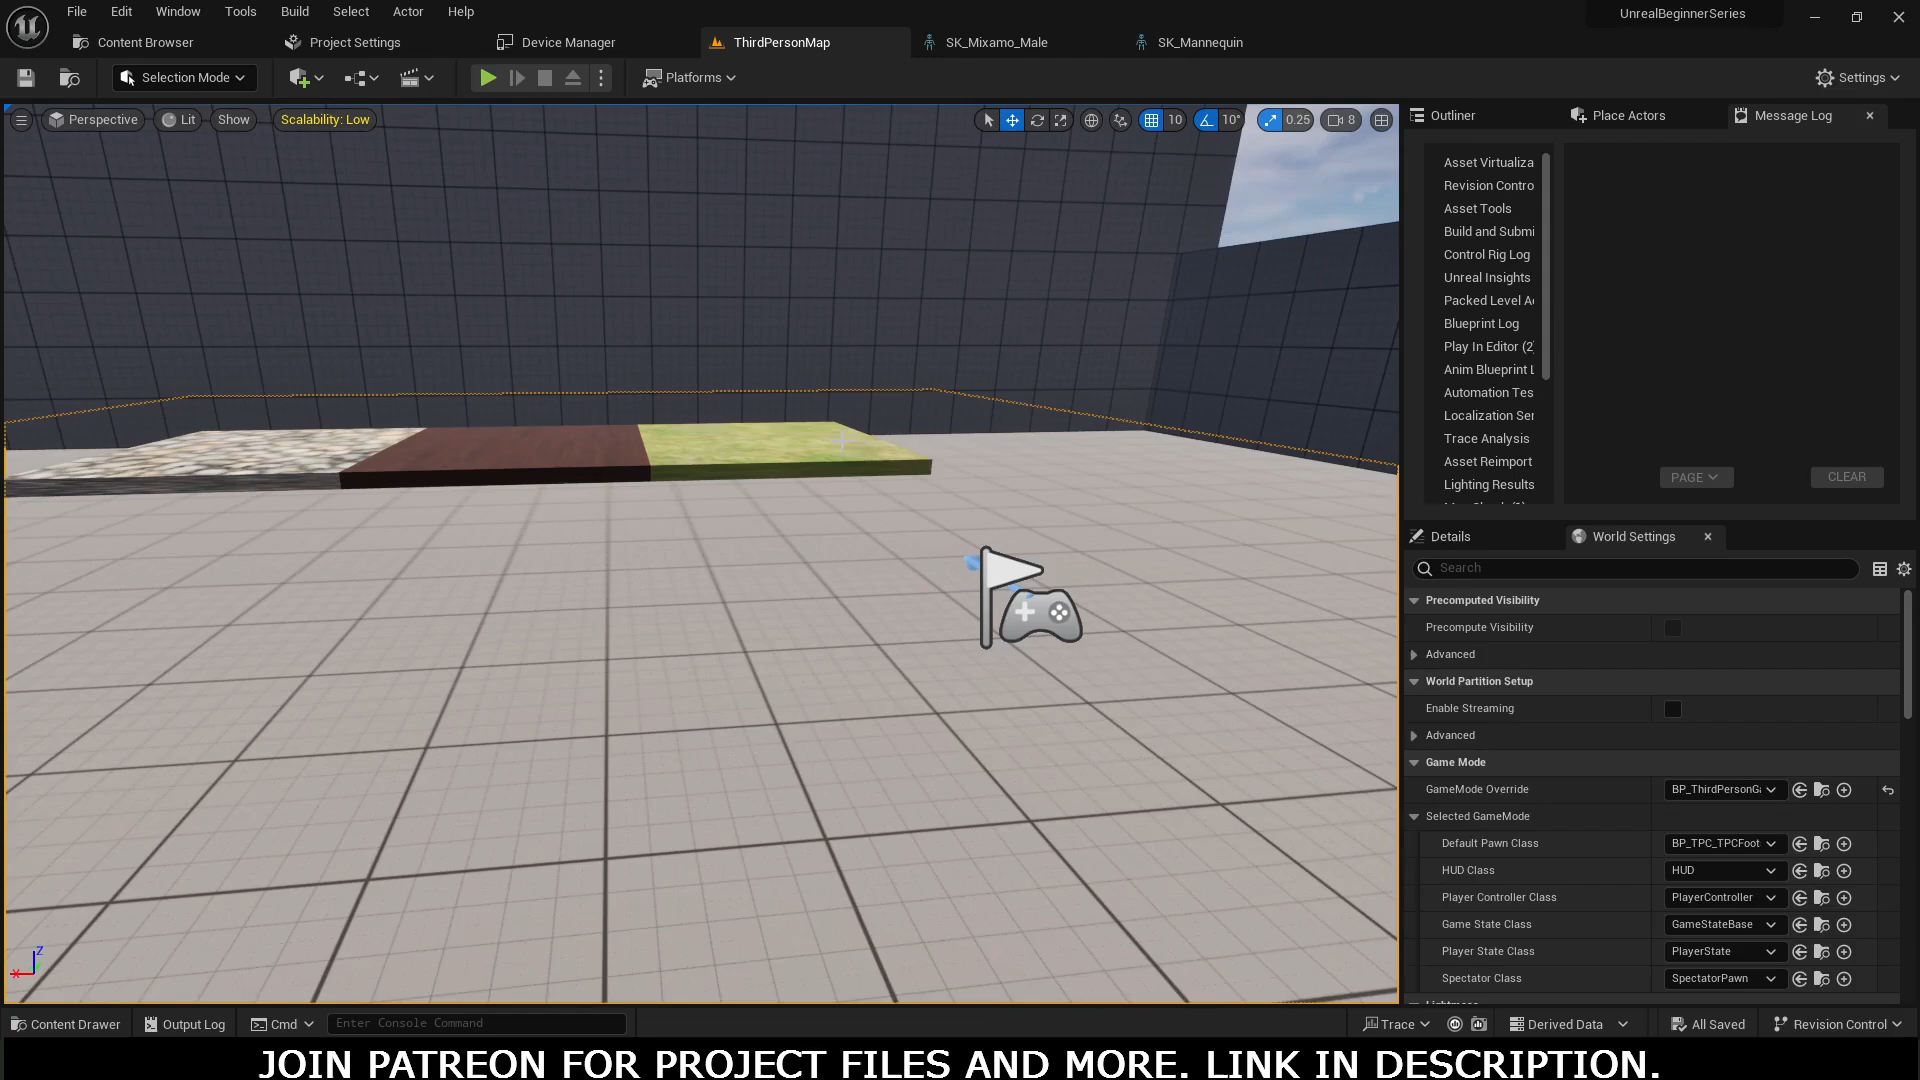 File Edit Window Tools Build Select Actor Help
UnrealBeginnerSeries
Content Browser Project Settings Device Manager ThirdPersonMap SK_Mixamo_Male SK_Mannequin
Selection Mode Platforms Settings
Perspective Lit Show Scalability: Low 10 10° 0.25 8
Outliner Place Actors Message Log
Asset Virtualiza
Revision Contro
Asset Tools
Build and Submi
Control Rig Log
Unreal Insights
Packed Level A
Blueprint Log
Play In Editor (2)
Anim Blueprint L
Automation Tes
Localization Ser
Trace Analysis
Asset Reimport
Lighting Results
PAGE CLEAR
Details World Settings
Search
Precomputed Visibility
Precompute Visibility
Advanced
World Partition Setup
Enable Streaming
Advanced
Game Mode
GameMode Override BP_ThirdPersonGa
Selected GameMode
Default Pawn Class BP_TPC_TPCFoot
HUD Class HUD
Player Controller Class PlayerController
Game State Class GameStateBase
Player State Class PlayerState
Spectator Class SpectatorPawn
Z
X
Content Drawer Output Log Cmd Enter Console Command Trace Derived Data All Saved Revision Control
JOIN PATREON FOR PROJECT FILES AND MORE. LINK IN DESCRIPTION.